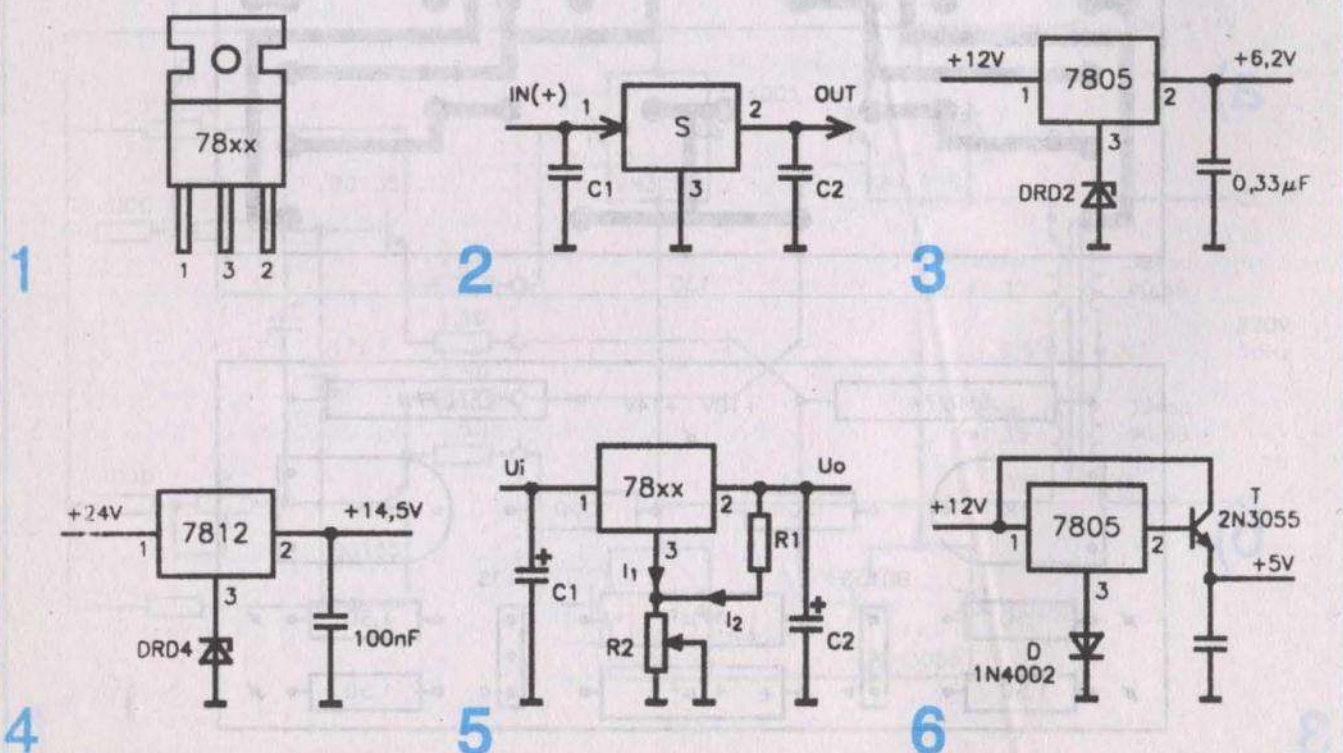 78xx
1 3 2
1
IN(+) 1 S 2 OUT
C1 3 C2
2
+12V 1 7805 2 +6,2V
3
DRD2 0,33µF
3
+24V 1 7812 2 +14,5V
3
DRD4 100nF
4
Ui 1 78xx 2 Uo
3 R1
I1
C1 I2
R2 C2
5
+12V 1 7805 2 T
2N3055
3 +5V
D
1N4002
6